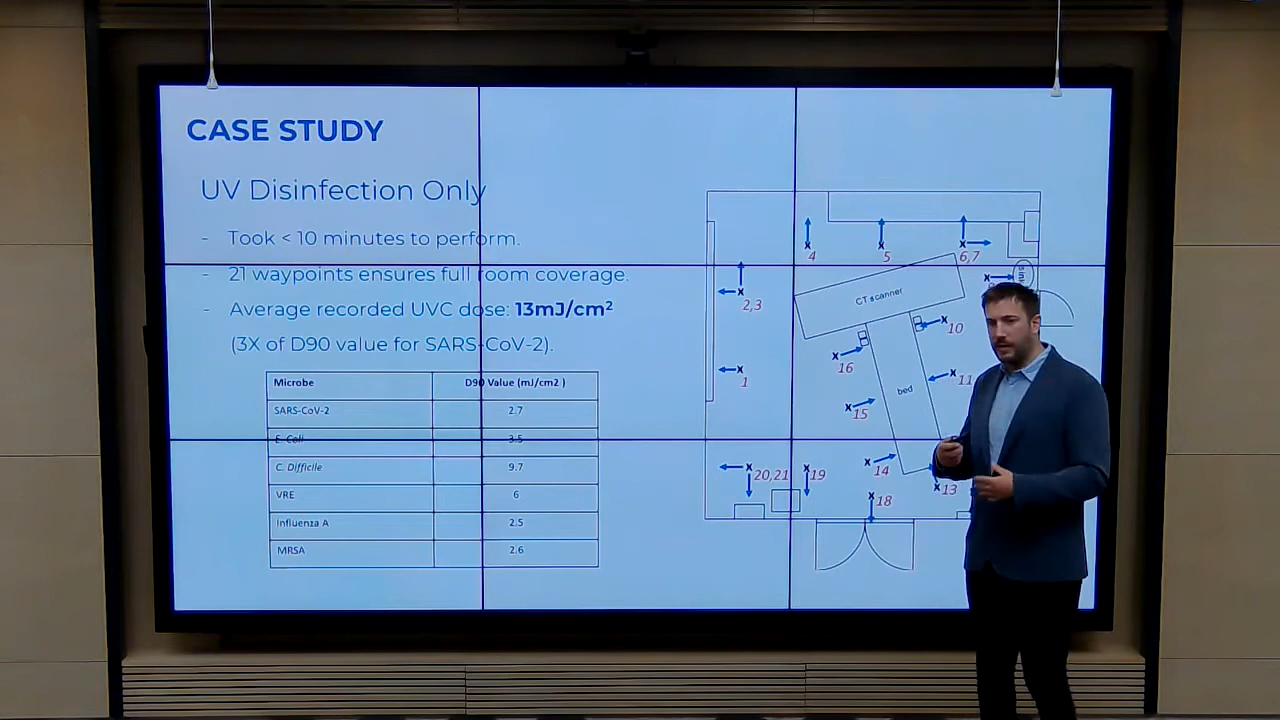 CASE STUDY
UV Disinfection Only
- Took < 10 minutes to perform.
- 21 waypoints ensures full room coverage.
- Average recorded UVC dose: 13mJ/cm²
(3X of D90 value for SARS-CoV-2).
Microbe D90 Value (mJ/cm2 )
SARS-CoV-2 2.7
E. Coli 3.5
C. Difficile 9.7
VRE 6
Influenza A 2.5
MRSA 2.6
4
5
6,7
CT scanner
2,3
10
16
1
11
bed
15
14
20,21
19
13
18